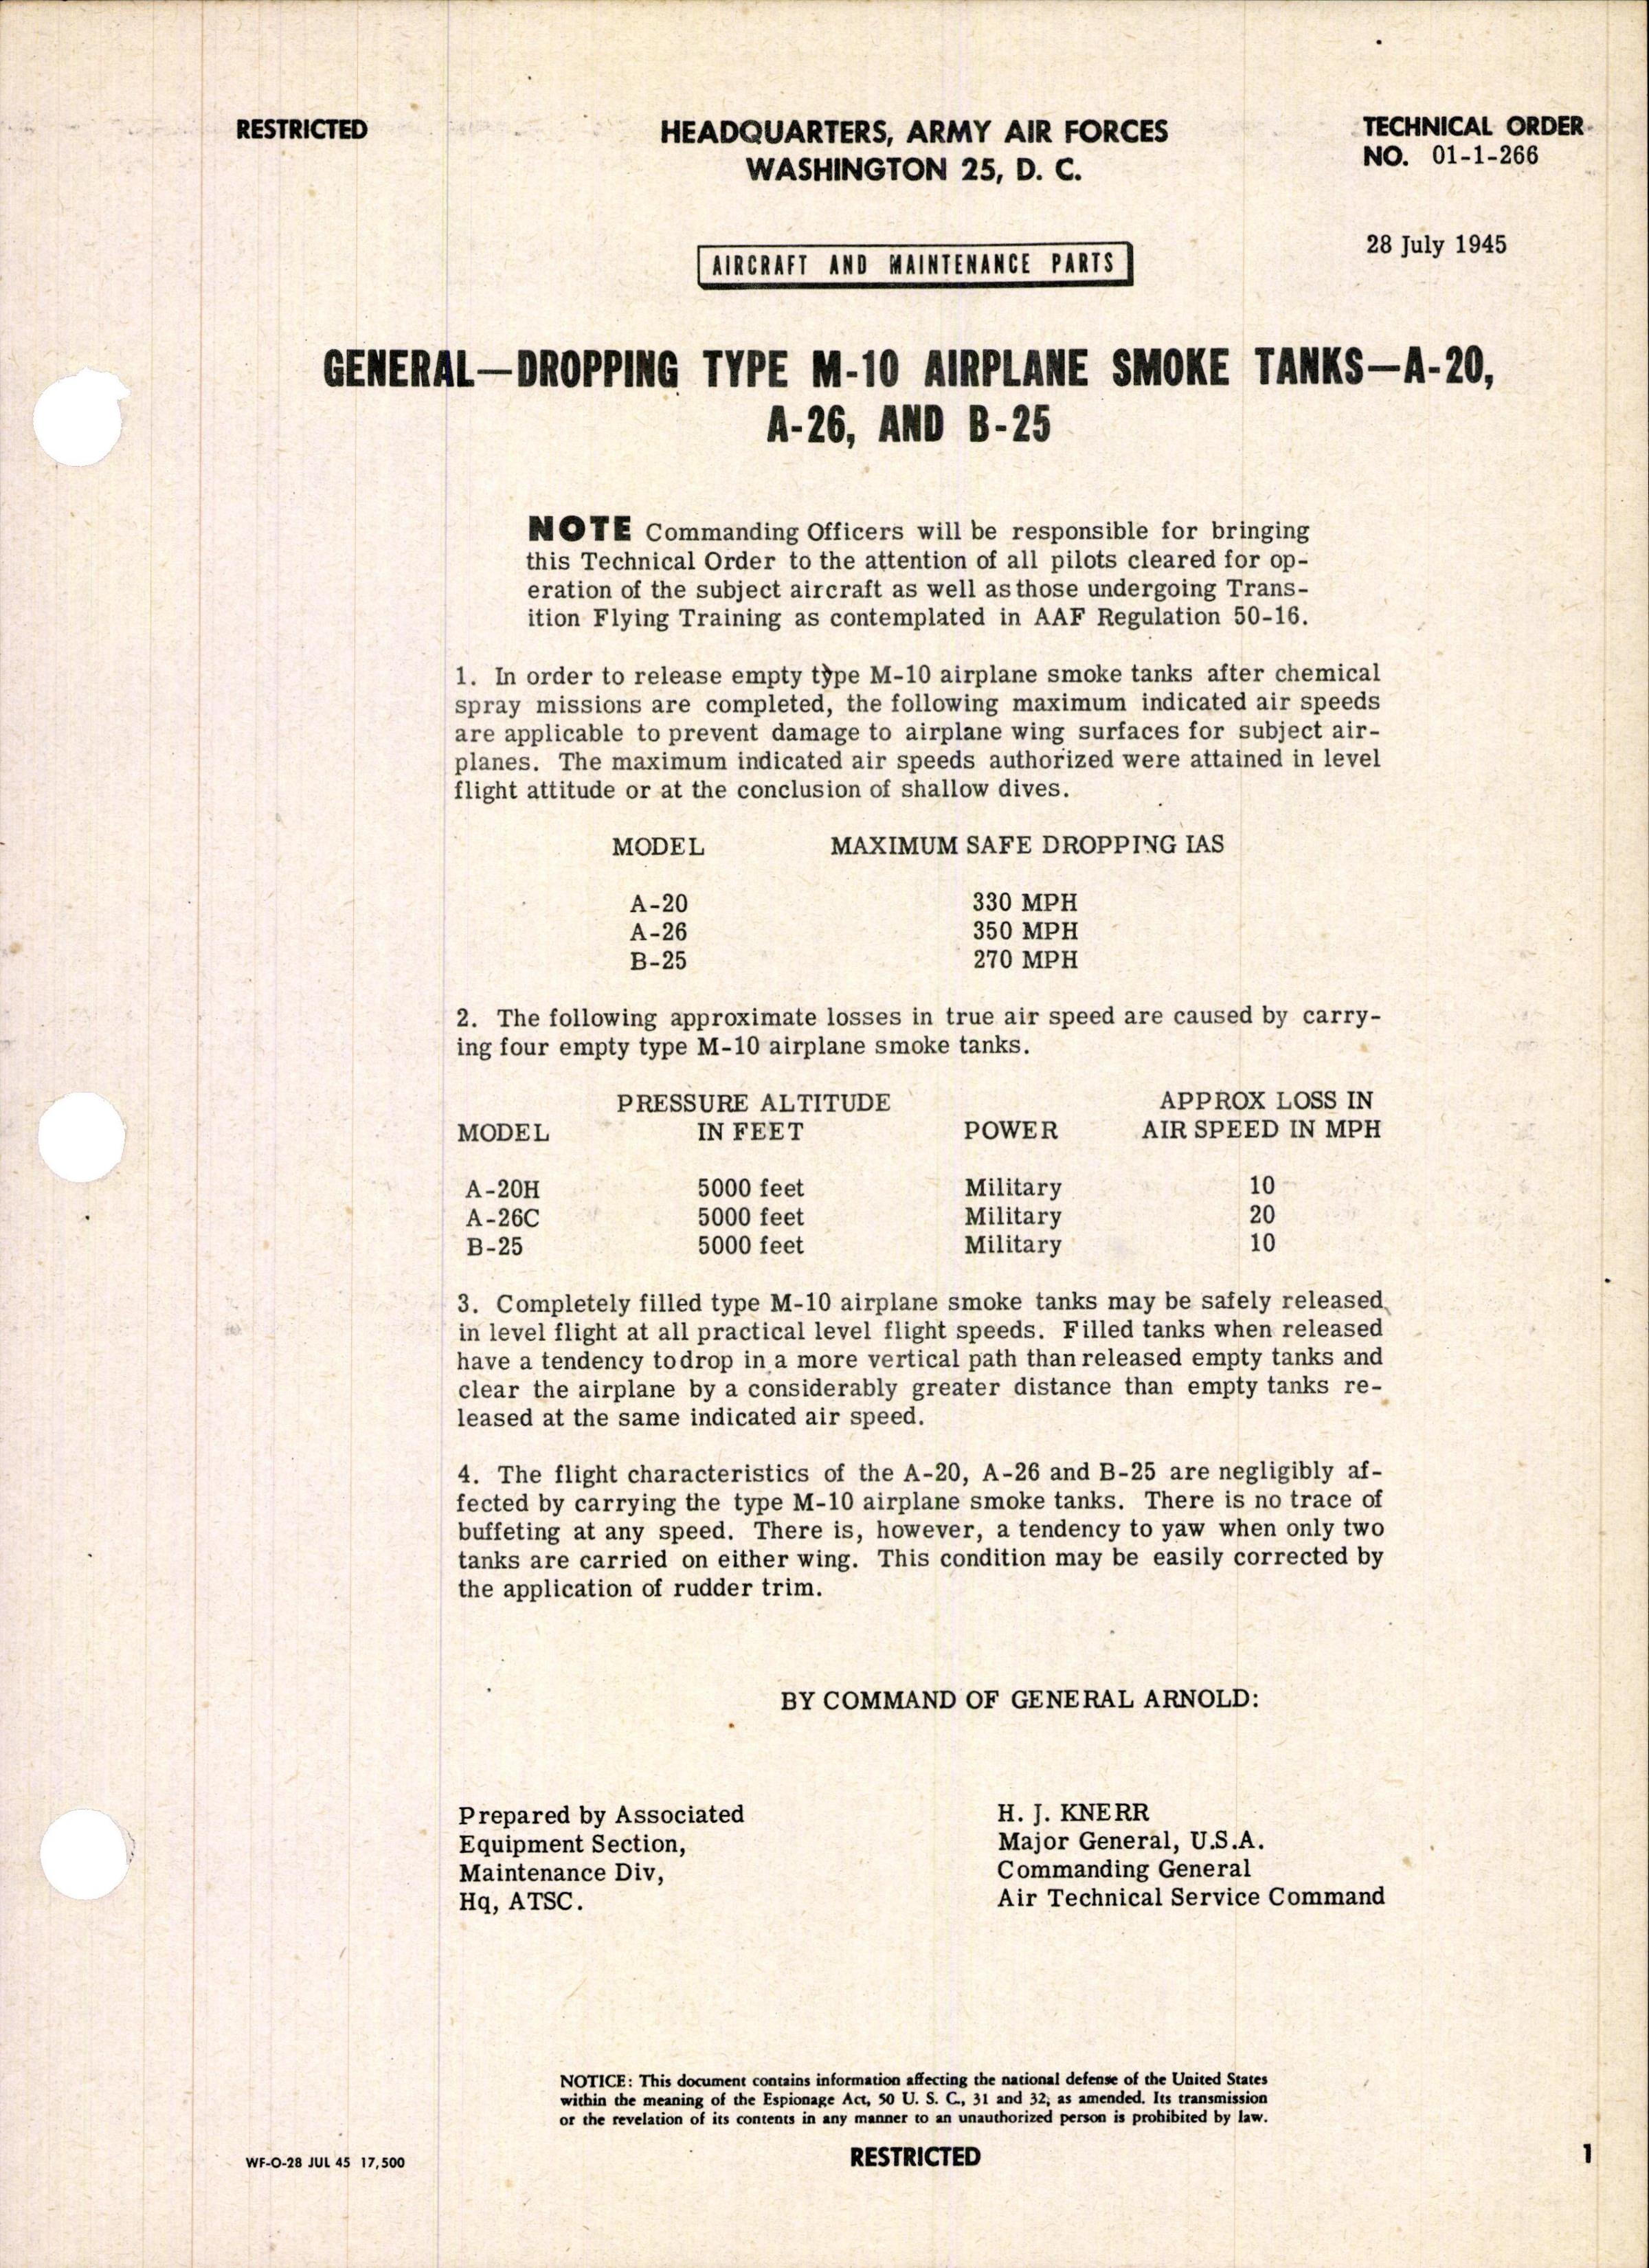 RESTRICTED
HEADQUARTERS, ARMY AIR FORCES
WASHINGTON 25, D. C.
TECHNICAL ORDER
NO. 01-1-266
28 July 1945
AIRCRAFT AND MAINTENANCE PARTS
GENERAL—DROPPING TYPE M-10 AIRPLANE SMOKE TANKS—A-20,
A-26, AND B-25
NOTE Commanding Officers will be responsible for bringing
this Technical Order to the attention of all pilots cleared for op-
eration of the subject aircraft as well as those undergoing Trans-
ition Flying Training as contemplated in AAF Regulation 50-16.
1. In order to release empty type M-10 airplane smoke tanks after chemical
spray missions are completed, the following maximum indicated air speeds
are applicable to prevent damage to airplane wing surfaces for subject air-
planes. The maximum indicated air speeds authorized were attained in level
flight attitude or at the conclusion of shallow dives.
MODEL MAXIMUM SAFE DROPPING IAS
A-20 330 MPH
A-26 350 MPH
B-25 270 MPH
2. The following approximate losses in true air speed are caused by carry-
ing four empty type M-10 airplane smoke tanks.
PRESSURE ALTITUDE APPROX LOSS IN
MODEL IN FEET POWER AIR SPEED IN MPH
A-20H 5000 feet Military 10
A-26C 5000 feet Military 20
B-25 5000 feet Military 10
3. Completely filled type M-10 airplane smoke tanks may be safely released
in level flight at all practical level flight speeds. Filled tanks when released
have a tendency to drop in a more vertical path than released empty tanks and
clear the airplane by a considerably greater distance than empty tanks re-
leased at the same indicated air speed.
4. The flight characteristics of the A-20, A-26 and B-25 are negligibly af-
fected by carrying the type M-10 airplane smoke tanks. There is no trace of
buffeting at any speed. There is, however, a tendency to yaw when only two
tanks are carried on either wing. This condition may be easily corrected by
the application of rudder trim.
BY COMMAND OF GENERAL ARNOLD:
Prepared by Associated
Equipment Section,
Maintenance Div,
Hq, ATSC.
H. J. KNERR
Major General, U.S.A.
Commanding General
Air Technical Service Command
NOTICE: This document contains information affecting the national defense of the United States
within the meaning of the Espionage Act, 50 U. S. C., 31 and 32, as amended. Its transmission
or the revelation of its contents in any manner to an unauthorized person is prohibited by law.
WF-O-28 JUL 45 17,500
RESTRICTED
1